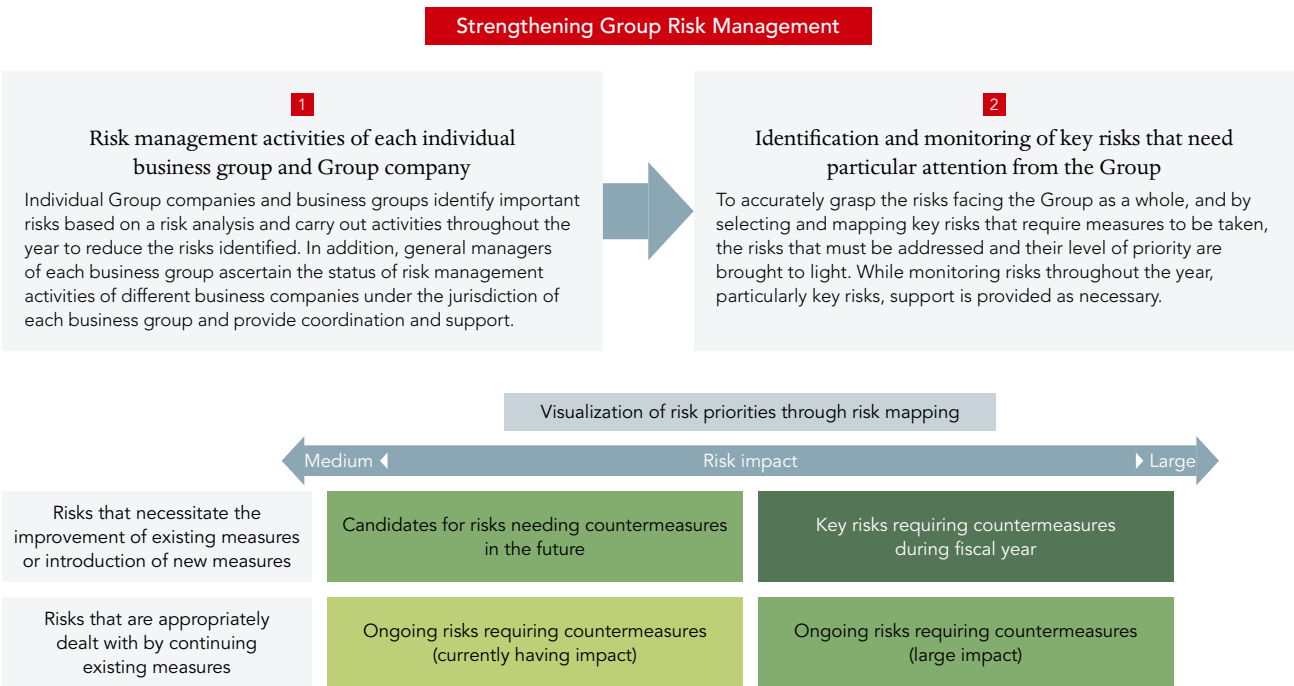 Strengthening Group Risk Management
1
Risk management activities of each individual
business group and Group company
Individual Group companies and business groups identify important
risks based on a risk analysis and carry out activities throughout the
year to reduce the risks identified. In addition, general managers
of each business group ascertain the status of risk management
activities of different business companies under the jurisdiction of
each business group and provide coordination and support.
2
Identification and monitoring of key risks that need
particular attention from the Group
To accurately grasp the risks facing the Group as a whole, and by
selecting and mapping key risks that require measures to be taken,
the risks that must be addressed and their level of priority are
brought to light. While monitoring risks throughout the year,
particularly key risks, support is provided as necessary.
Visualization of risk priorities through risk mapping
Medium Risk impact Large
Risks that necessitate the
improvement of existing measures
or introduction of new measures
Candidates for risks needing countermeasures
in the future
Key risks requiring countermeasures
during fiscal year
Risks that are appropriately
dealt with by continuing
existing measures
Ongoing risks requiring countermeasures
(currently having impact)
Ongoing risks requiring countermeasures
(large impact)